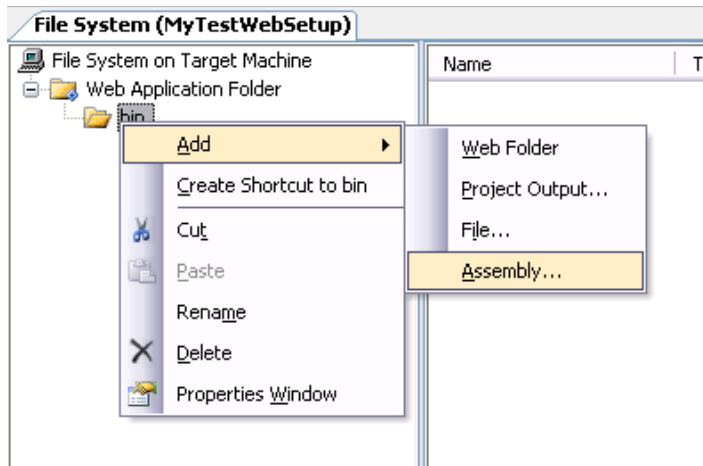 File System (MyTestWebSetup)
File System on Target Machine
Name
T
Web Application Folder
bin
Add
Create Shortcut to bin
Cut
Paste
Rename
Delete
Properties Window
Web Folder
Project Output...
File...
Assembly...